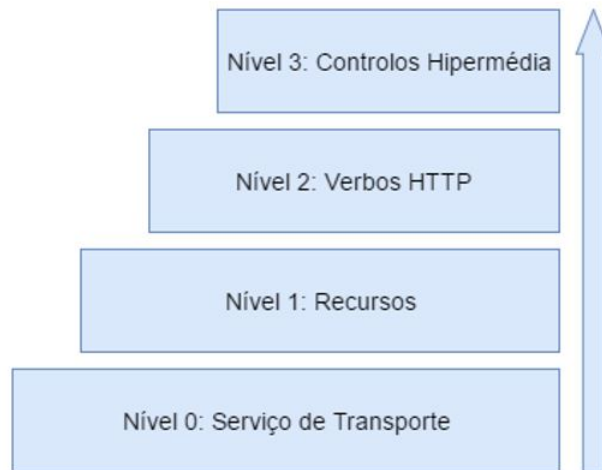 Nível 3: Controlos Hipermédia
Nível 2: Verbos HTTP
Nível 1: Recursos
Nível 0: Serviço de Transporte